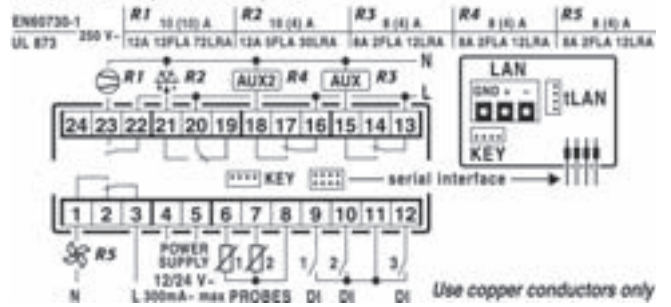 EN60730-1 UL 873 250 V~
R1 10 (10) A 12A 12FLA 72LRA
R2 10 (4) A 12A 5FLA 30LRA
R3 8 (4) A 8A 2FLA 12LRA
R4 8 (4) A 8A 2FLA 12LRA
R5 8 (4) A 8A 2FLA 12LRA
N
R1 R2 AUX2 R4 AUX R3
L
24 23 22 21 20 19 18 17 16 15 14 13
LAN
GND + -
tLAN
KEY
KEY serial interface
1 2 3 4 5 6 7 8 9 10 11 12
R5 POWER SUPPLY 1 2 1 2 3
12/24 V~
N L 300mA~ max PROBES DI DI DI
Use copper conductors only